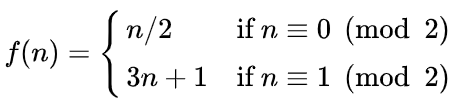 f(n) = { n/2 if n ≡ 0 (mod 2)
3n + 1 if n ≡ 1 (mod 2)